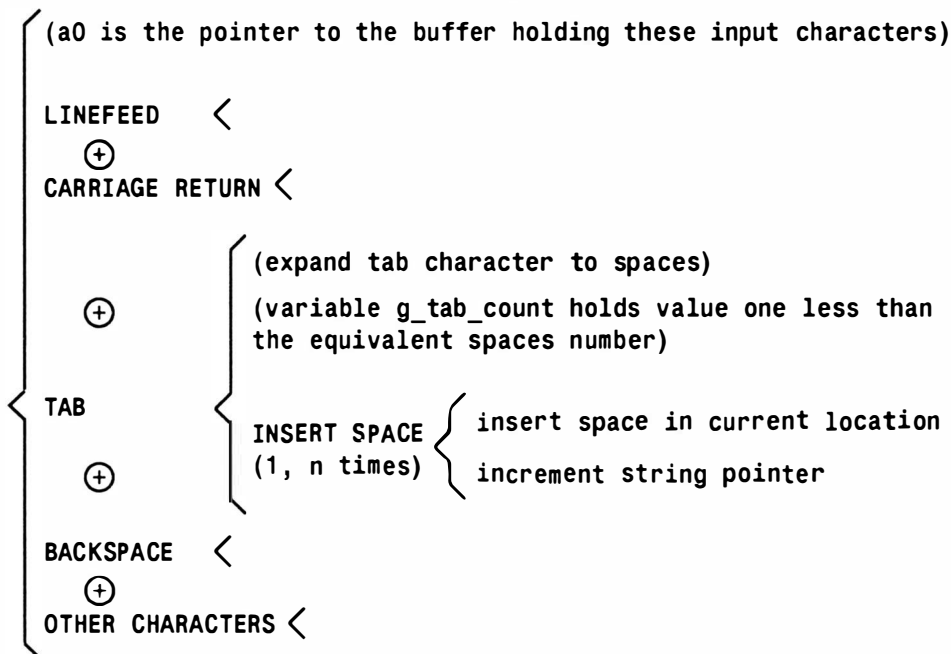 (a0 is the pointer to the buffer holding these input characters)
LINEFEED
⊕
CARRIAGE RETURN
⊕
(expand tab character to spaces)
(variable g_tab_count holds value one less than
the equivalent spaces number)
TAB
INSERT SPACE
(1, n times)
insert space in current location
increment string pointer
⊕
BACKSPACE
⊕
OTHER CHARACTERS